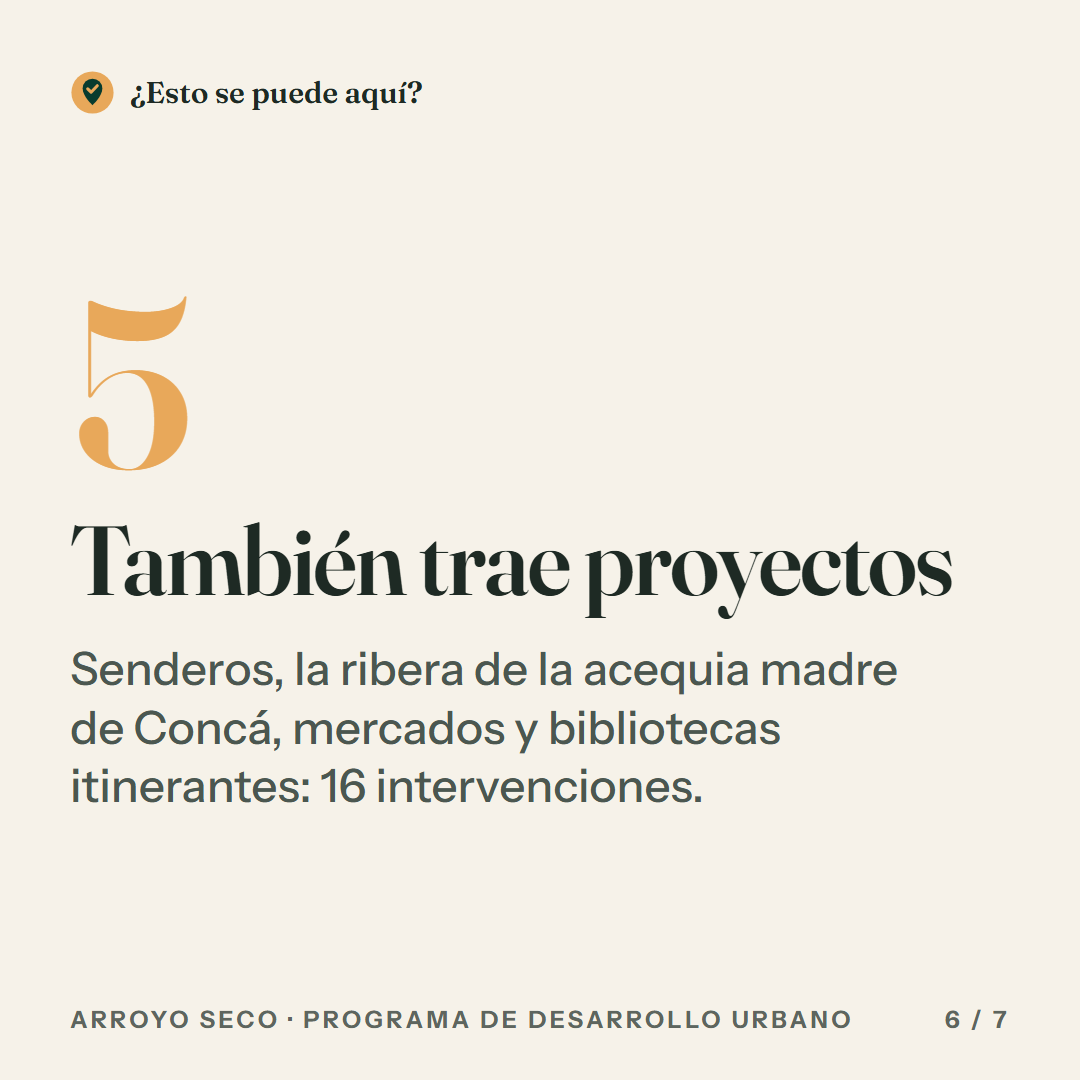 ¿Esto se puede aquí?
5
También trae proyectos
Senderos, la ribera de la acequia madre
de Concá, mercados y bibliotecas
itinerantes: 16 intervenciones.
ARROYO SECO · PROGRAMA DE DESARROLLO URBANO 6 / 7